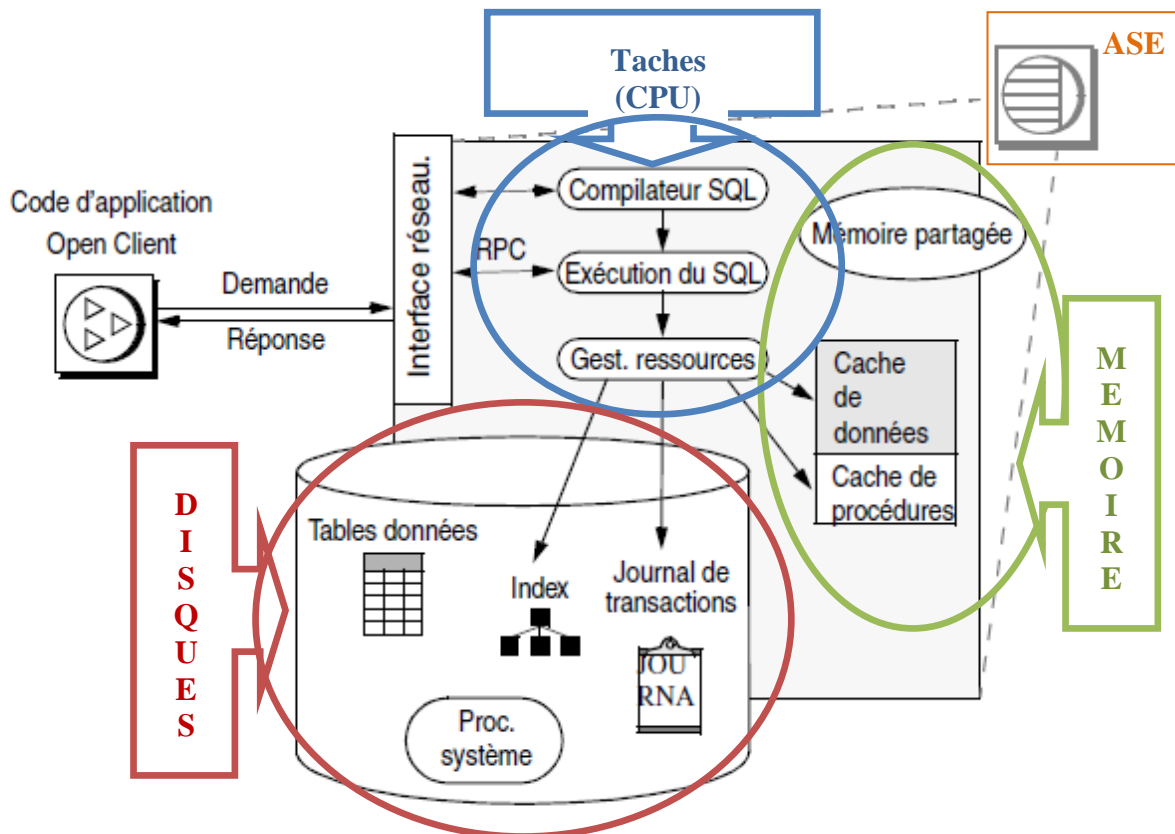 Taches
(CPU)
ASE
Code d'application
Open Client
Demande
Réponse
Interface réseau.
RPC
Compilateur SQL
Exécution du SQL
Gest. ressources
Mémoire partagée
Cache
de
données
Cache de
procédures
M
E
M
O
I
R
E
D
I
S
Q
U
E
S
Tables données
Index
Journal de
transactions
JOU
RNA
Proc.
système